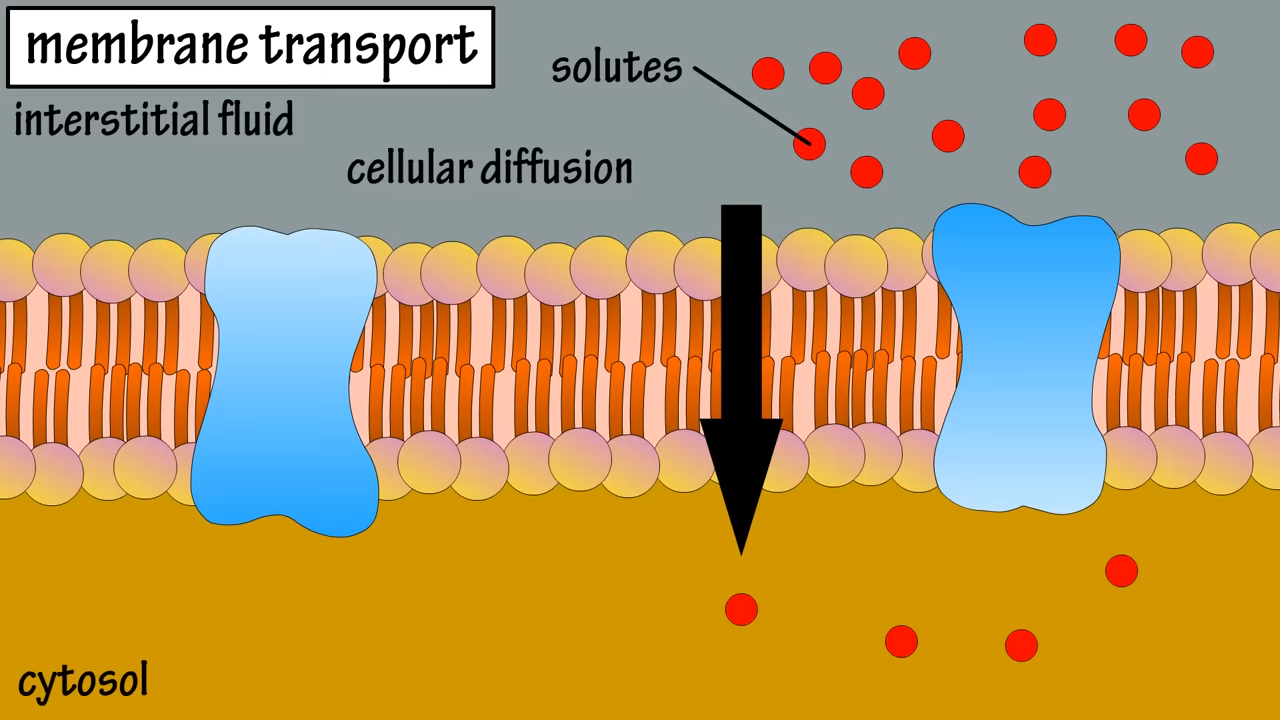 membrane transport
interstitial fluid
solutes
cellular diffusion
cytosol